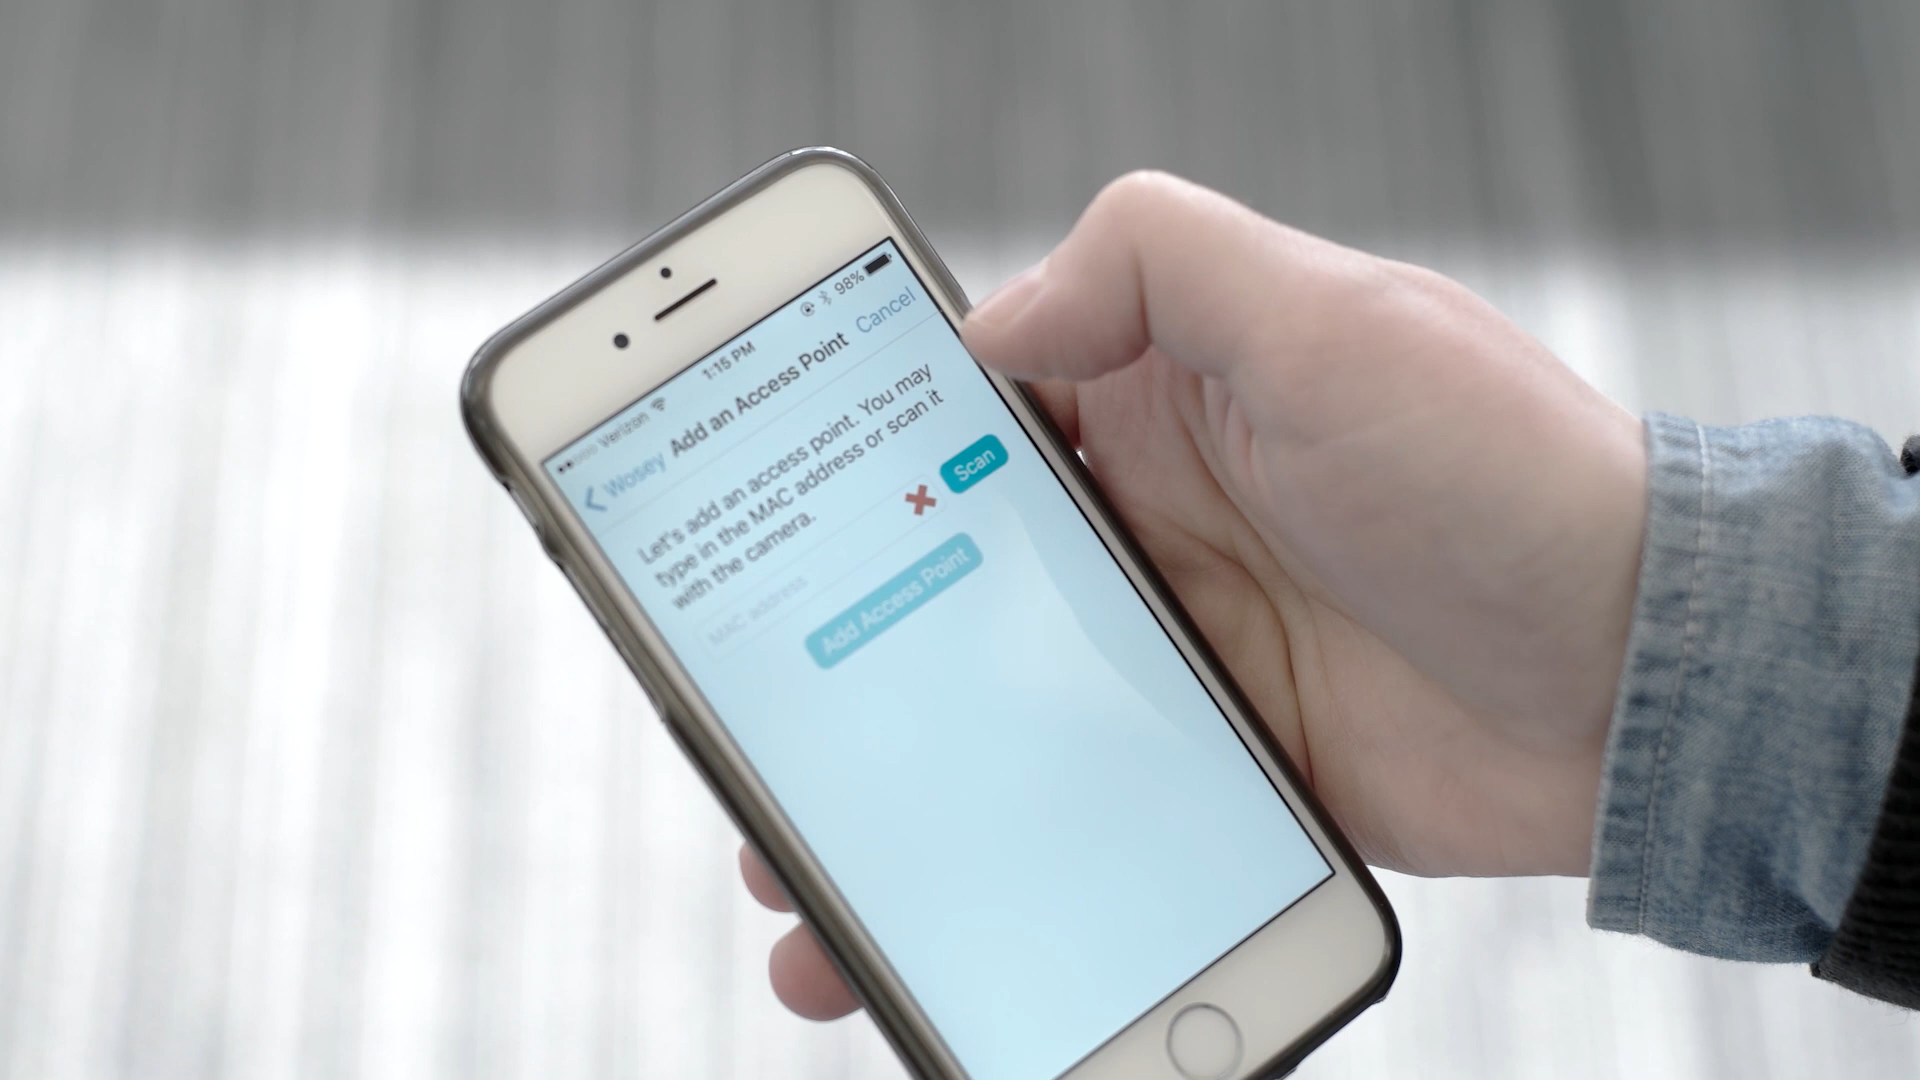 Verizon 1:15 PM 98%
Wosey Add an Access Point Cancel
Let's add an access point. You may
type in the MAC address or scan it
with the camera.
MAC address Scan
Add Access Point